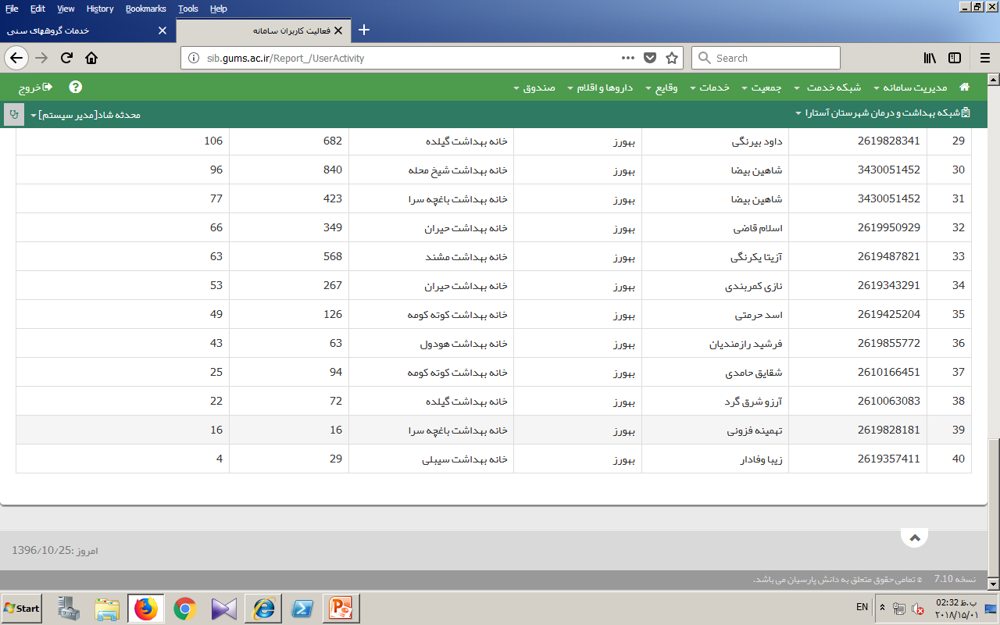 File Edit View History Bookmarks Tools Help
خدمات گروههای سنی
فعالیت کاربران سامانه
sib.gums.ac.ir/Report_/UserActivity
Search
مدیریت سامانه شبکه خدمت جمعیت خدمات وقایع داروها و اقلام صندوق خروج
شبکه بهداشت و درمان شهرستان آستارا محدثه شاد[مدیر سیستم]
29 2619828341 داود بیرنگی بهورز خانه بهداشت گیلده 682 106
30 3430051452 شاهین بیضا بهورز خانه بهداشت شیخ محله 840 96
31 3430051452 شاهین بیضا بهورز خانه بهداشت باغچه سرا 423 77
32 2619950929 اسلام قاضی بهورز خانه بهداشت حیران 349 66
33 2619487821 آزیتا یکرنگی بهورز خانه بهداشت مشند 568 63
34 2619343291 نازی کمربندی بهورز خانه بهداشت حیران 267 53
35 2619425204 اسد حرمتی بهورز خانه بهداشت کوته کومه 126 49
36 2619855772 فرشید رازمندیان بهورز خانه بهداشت هودول 63 43
37 2610166451 شقایق حامدی بهورز خانه بهداشت کوته کومه 94 25
38 2610063083 آرزو شرق گرد بهورز خانه بهداشت گیلده 72 22
39 2619828181 تهمینه فزونی بهورز خانه بهداشت باغچه سرا 16 16
40 2619357411 زیبا وفادار بهورز خانه بهداشت سیبلی 29 4
امروز :1396/10/25
نسخه 7.10 © تمامی حقوق متعلق به دانش پارسیان می باشد.
Start
EN
02:32 ب.ظ
۲۰۱۸/۱۵/۰۱